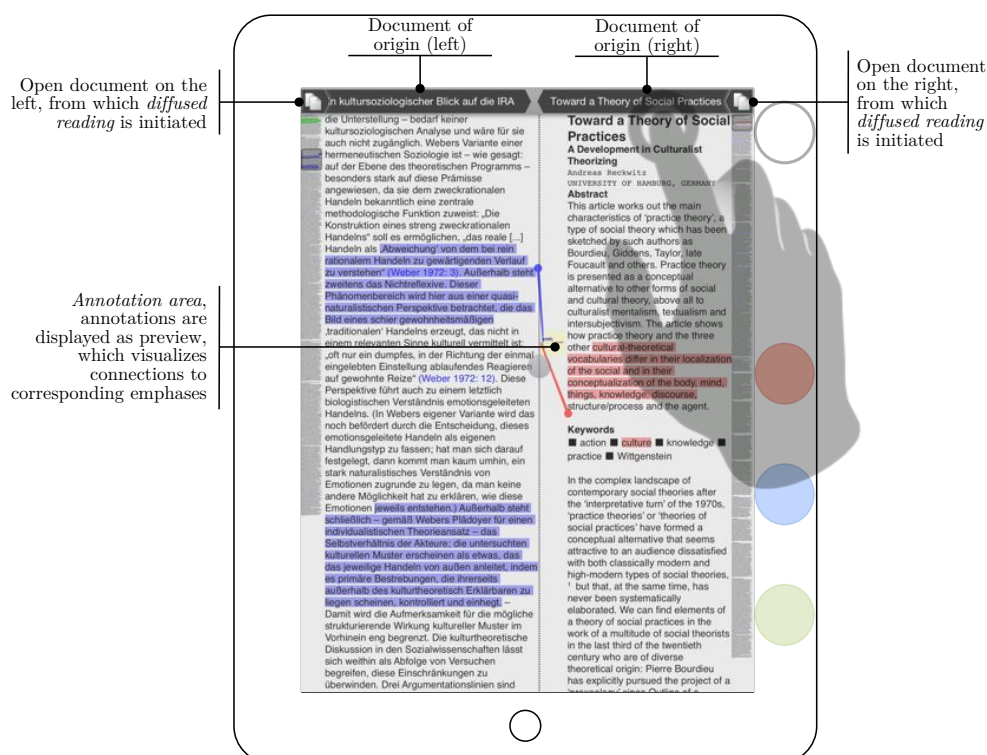 Document of
origin (left)
Document of
origin (right)
Open document on the
left, from which diffused
reading is initiated
Open document
on the right,
from which
diffused reading
is initiated
Annotation area,
annotations are
displayed as preview,
which visualizes
connections to
corresponding emphases
n kultursoziologischer Blick auf die IRA
die Unterstellung – bedarf keiner
kultursoziologischen Analyse und wäre für sie
auch nicht zugänglich. Webers Variante einer
hermeneutischen Soziologie ist – wie gesagt:
auf der Ebene des theoretischen Programms –
besonders stark auf diese Prämisse
angewiesen, da sie dem zweckrationalen
Handeln bekanntlich eine zentrale
methodologische Funktion zuweist: „Die
Konstruktion eines streng zweckrationalen
Handelns“ soll es ermöglichen, „das reale [...]
Handeln als ‚Abweichung‘ von dem bei rein
rationalem Handeln zu gewärtigenden Verlauf
zu verstehen“ (Weber 1972: 3). Außerhalb steht
zweitens das Nichtreflexive. Dieser
Phänomenbereich wird hier aus einer quasi-
naturalistischen Perspektive betrachtet, die das
Bild eines schier gewohnheitsmäßigen
‚traditionalen‘ Handelns erzeugt, das nicht in
einem relevanten Sinne kulturell vermittelt ist:
„oft nur ein dumpfes, in der Richtung der einmal
eingelebten Einstellung ablaufendes Reagieren
auf gewohnte Reize“ (Weber 1972: 12). Diese
Perspektive führt auch zu einem letztlich
biologistischen Verständnis emotionsgeleiteten
Handelns. (In Webers eigener Variante wird das
noch befördert durch die Entscheidung, dieses
emotionsgeleitete Handeln als eigenen
Handlungstyp zu fassen; hat man sich darauf
festgelegt, dann kommt man kaum umhin, ein
stark naturalistisches Verständnis von
Emotionen zugrunde zu legen, da man keine
andere Möglichkeit hat zu erklären, wie diese
Emotionen jeweils entstehen.) Außerhalb steht
schließlich – gemäß Webers Plädoyer für einen
individualistischen Theorieansatz – das
Selbstverhältnis der Akteure; die untersuchten
kulturellen Muster erscheinen als etwas, das
das jeweilige Handeln von außen anleitet, indem
es primäre Bestrebungen, die ihrerseits
außerhalb des kulturtheoretisch Erklärbaren zu
liegen scheinen, kontrolliert und einhegt. –
Damit wird die Aufmerksamkeit für die mögliche
strukturierende Wirkung kultureller Muster im
Vorhinein eng begrenzt. Die kulturtheoretische
Diskussion in den Sozialwissenschaften lässt
sich weithin als Abfolge von Versuchen
begreifen, diese Einschränkungen zu
überwinden. Drei Argumentationslinien sind
Toward a Theory of Social Practices
Toward a Theory of Social
Practices
A Development in Culturalist
Theorizing
Andreas Reckwitz
UNIVERSITY OF HAMBURG, GERMANY
Abstract
This article works out the main
characteristics of ‘practice theory’, a
type of social theory which has been
sketched by such authors as
Bourdieu, Giddens, Taylor, late
Foucault and others. Practice theory
is presented as a conceptual
alternative to other forms of social
and cultural theory, above all to
culturalist mentalism, textualism and
intersubjectivism. The article shows
how practice theory and the three
other cultural-theoretical
vocabularies differ in their localization
of the social and in their
conceptualization of the body, mind,
things, knowledge, discourse,
structure/process and the agent.
Keywords
■ action ■ culture ■ knowledge ■
practice ■ Wittgenstein
In the complex landscape of
contemporary social theories after
the ‘interpretative turn’ of the 1970s,
‘practice theories’ or ‘theories of
social practices’ have formed a
conceptual alternative that seems
attractive to an audience dissatisfied
with both classically modern and
high-modern types of social theories,
¹ but that, at the same time, has
never been systematically
elaborated. We can find elements of
a theory of social practices in the
work of a multitude of social theorists
in the last third of the twentieth
century who are of diverse
theoretical origin: Pierre Bourdieu
has explicitly pursued the project of a